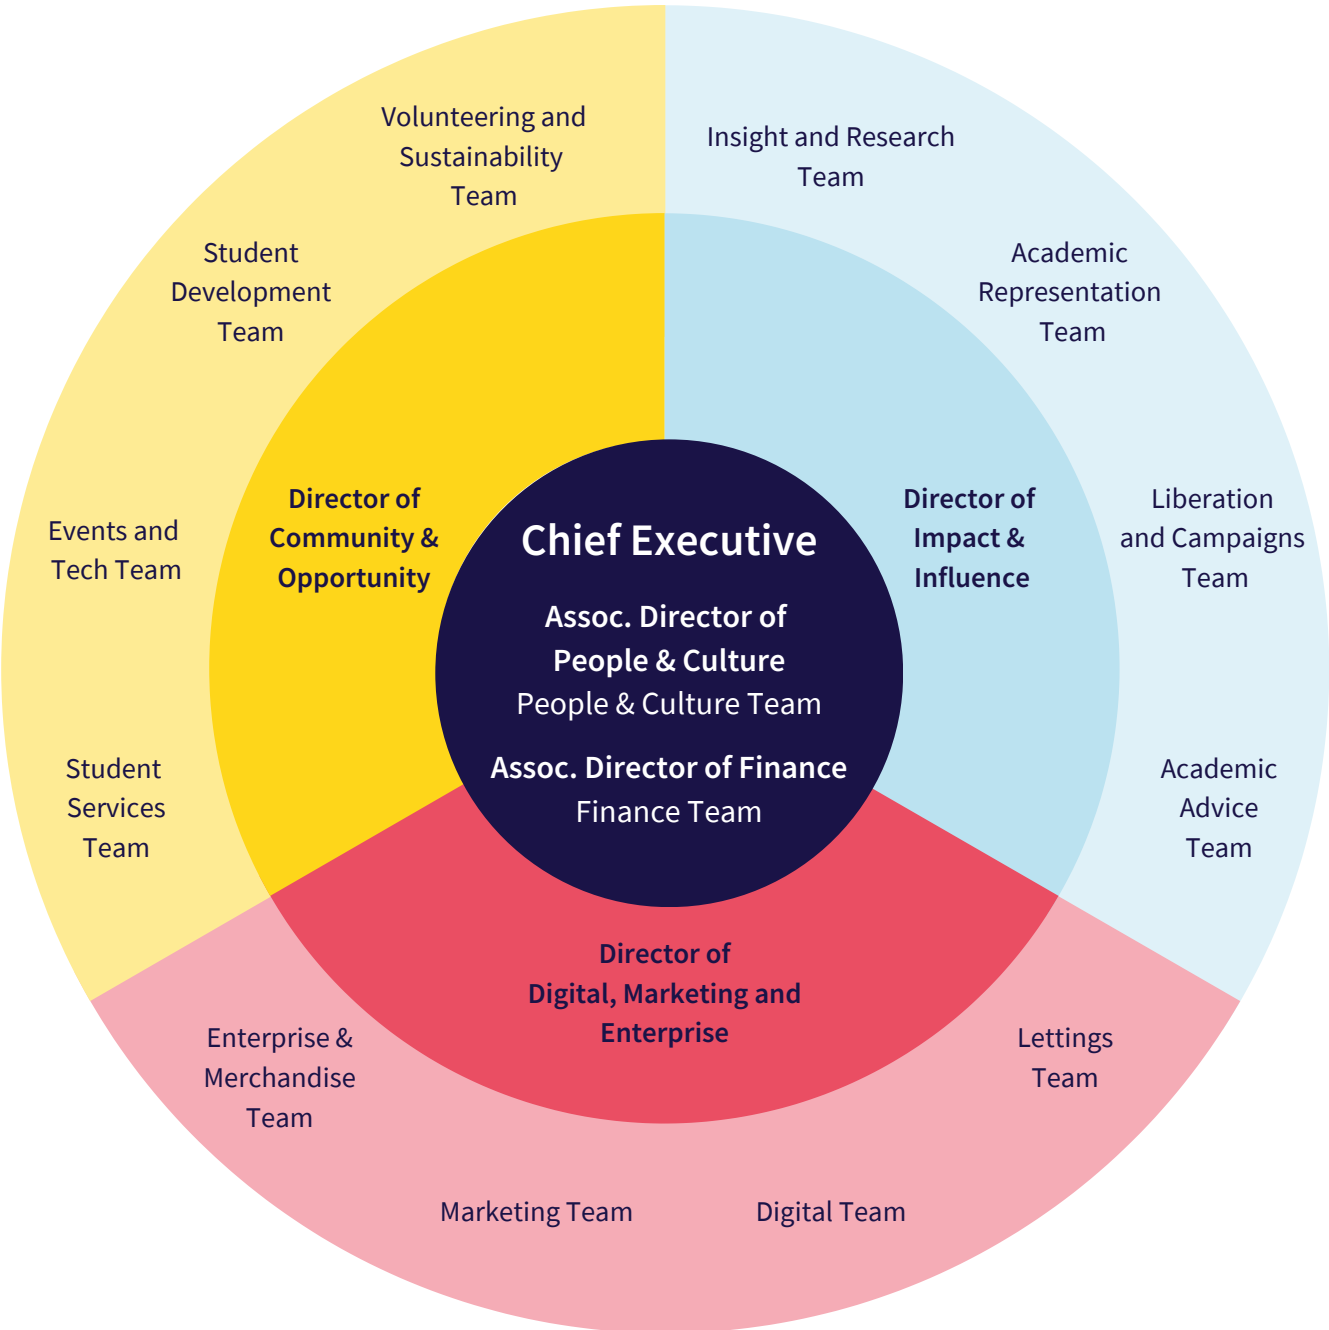 Volunteering and
Sustainability
Team
Insight and Research
Team
Student
Development
Team
Academic
Representation
Team
Events and
Tech Team
Director of
Community &
Opportunity
Chief Executive
Assoc. Director of
People & Culture
People & Culture Team
Assoc. Director of Finance
Finance Team
Director of
Impact &
Influence
Liberation
and Campaigns
Team
Student
Services
Team
Academic
Advice
Team
Director of
Digital, Marketing and
Enterprise
Enterprise &
Merchandise
Team
Lettings
Team
Marketing Team
Digital Team